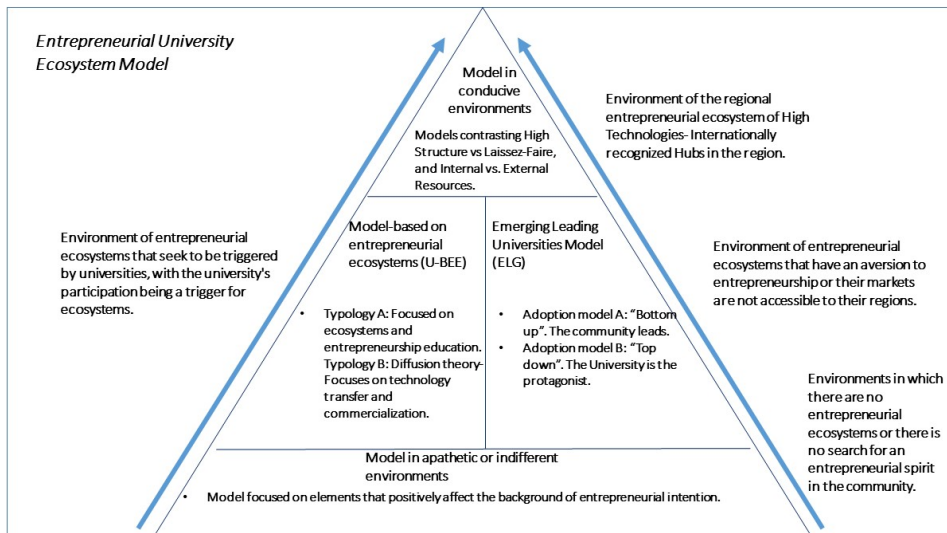 Entrepreneurial University
Ecosystem Model
Model in
conducive
environments
Models contrasting High
Structure vs Laissez-Faire,
and Internal vs. External
Resources.
Environment of the regional
entrepreneurial ecosystem of High
Technologies- Internationally
recognized Hubs in the region.
Environment of entrepreneurial
ecosystems that seek to be triggered
by universities, with the university's
participation being a trigger for
ecosystems.
Model-based on
entrepreneurial
ecosystems (U-BEE)
• Typology A: Focused on
ecosystems and
entrepreneurship education.
Typology B: Diffusion theory-
Focuses on technology
transfer and
commercialization.
Emerging Leading
Universities Model
(ELG)
• Adoption model A: “Bottom
up”. The community leads.
• Adoption model B: “Top
down”. The University is the
protagonist.
Environment of entrepreneurial
ecosystems that have an aversion to
entrepreneurship or their markets
are not accessible to their regions.
Environments in which
there are no
entrepreneurial
ecosystems or there is
no search for an
entrepreneurial spirit
in the community.
Model in apathetic or indifferent
environments
• Model focused on elements that positively affect the background of entrepreneurial intention.